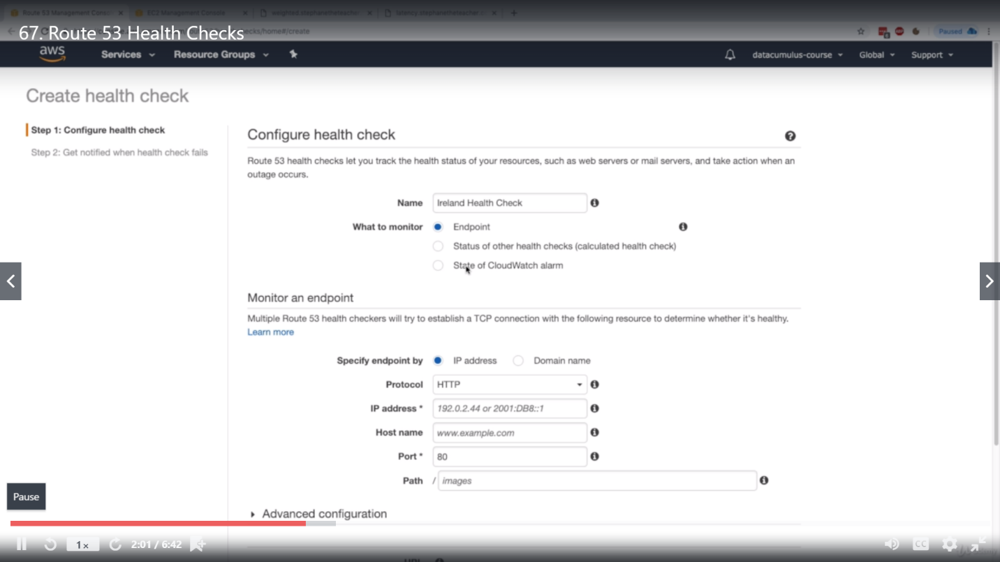 Route 53 Management Cons
EC2 Management Console
weighted.stephanetheteacher
latency.stephanetheteacher.
67. Route 53 Health Checks
ecks/home#/create
Paused
aws
Services
Resource Groups
datacumulus-course
Global
Support
Create health check
Step 1: Configure health check
Step 2: Get notified when health check fails
Configure health check
Route 53 health checks let you track the health status of your resources, such as web servers or mail servers, and take action when an
outage occurs.
Name
Ireland Health Check
What to monitor
Endpoint
Status of other health checks (calculated health check)
State of CloudWatch alarm
Monitor an endpoint
Multiple Route 53 health checkers will try to establish a TCP connection with the following resource to determine whether it's healthy.
Learn more
Specify endpoint by
IP address
Domain name
Protocol
HTTP
IP address *
192.0.2.44 or 2001:DB8::1
Host name
www.example.com
Port *
80
Path
/
images
Advanced configuration
Pause
1x
2:01 / 6:42
CC